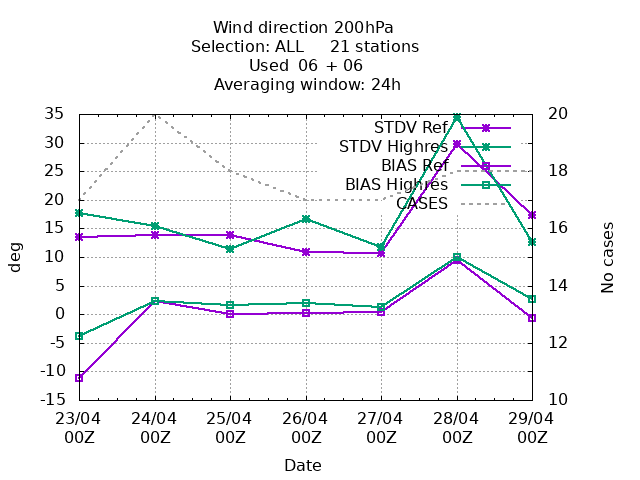 Wind direction 200hPa
Selection: ALL     21 stations
Used  06 + 06
Averaging window: 24h
35
30
25
20
15
10
5
0
-5
-10
-15
deg
20
18
16
14
12
10
No cases
STDV Ref
STDV Highres
BIAS Ref
BIAS Highres
CASES
23/04 24/04 25/04 26/04 27/04 28/04 29/04
00Z 00Z 00Z 00Z 00Z 00Z 00Z
Date